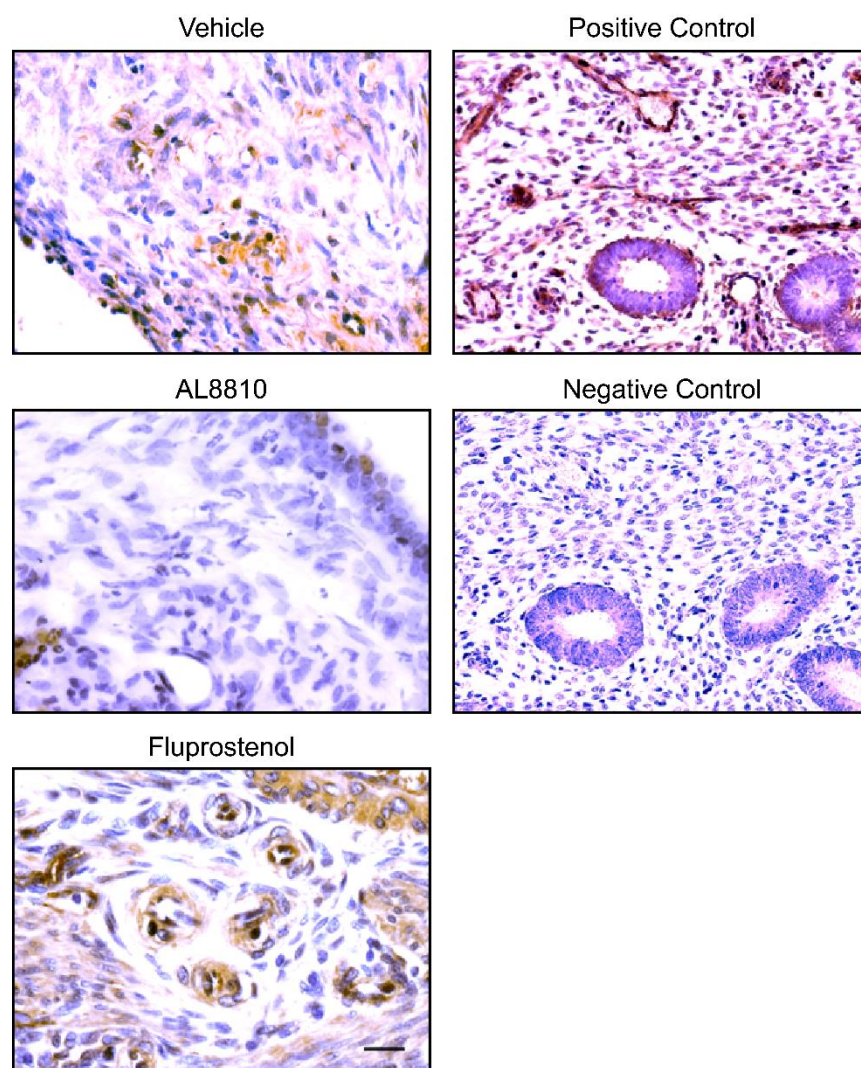 Vehicle
Positive Control
AL8810
Negative Control
Fluprostenol